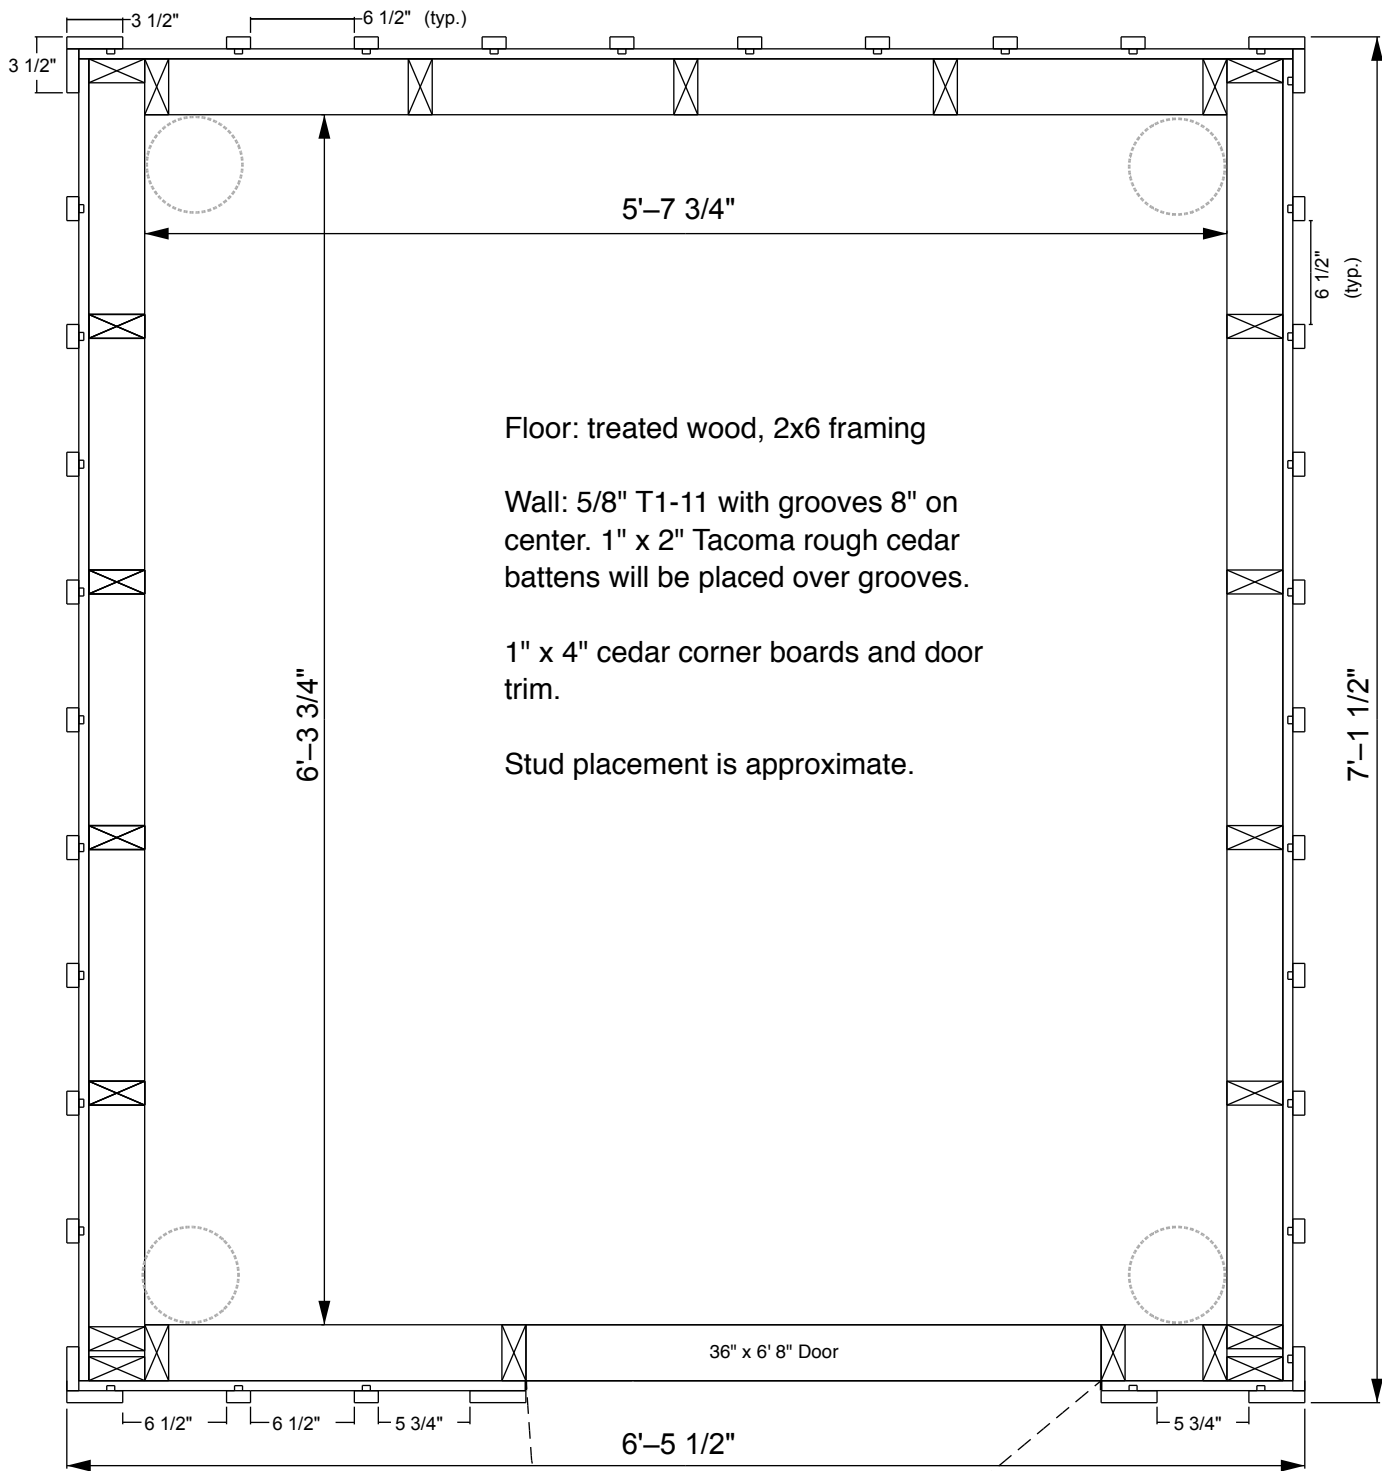 3 1/2"
6 1/2" (typ.)
3 1/2"
5'–7 3/4"
6 1/2"
(typ.)
Floor: treated wood, 2x6 framing
Wall: 5/8" T1-11 with grooves 8" on
center. 1" x 2" Tacoma rough cedar
battens will be placed over grooves.
1" x 4" cedar corner boards and door
trim.
Stud placement is approximate.
6'–3 3/4"
7'–1 1/2"
36" x 6' 8" Door
6 1/2"
6 1/2"
5 3/4"
5 3/4"
6'–5 1/2"